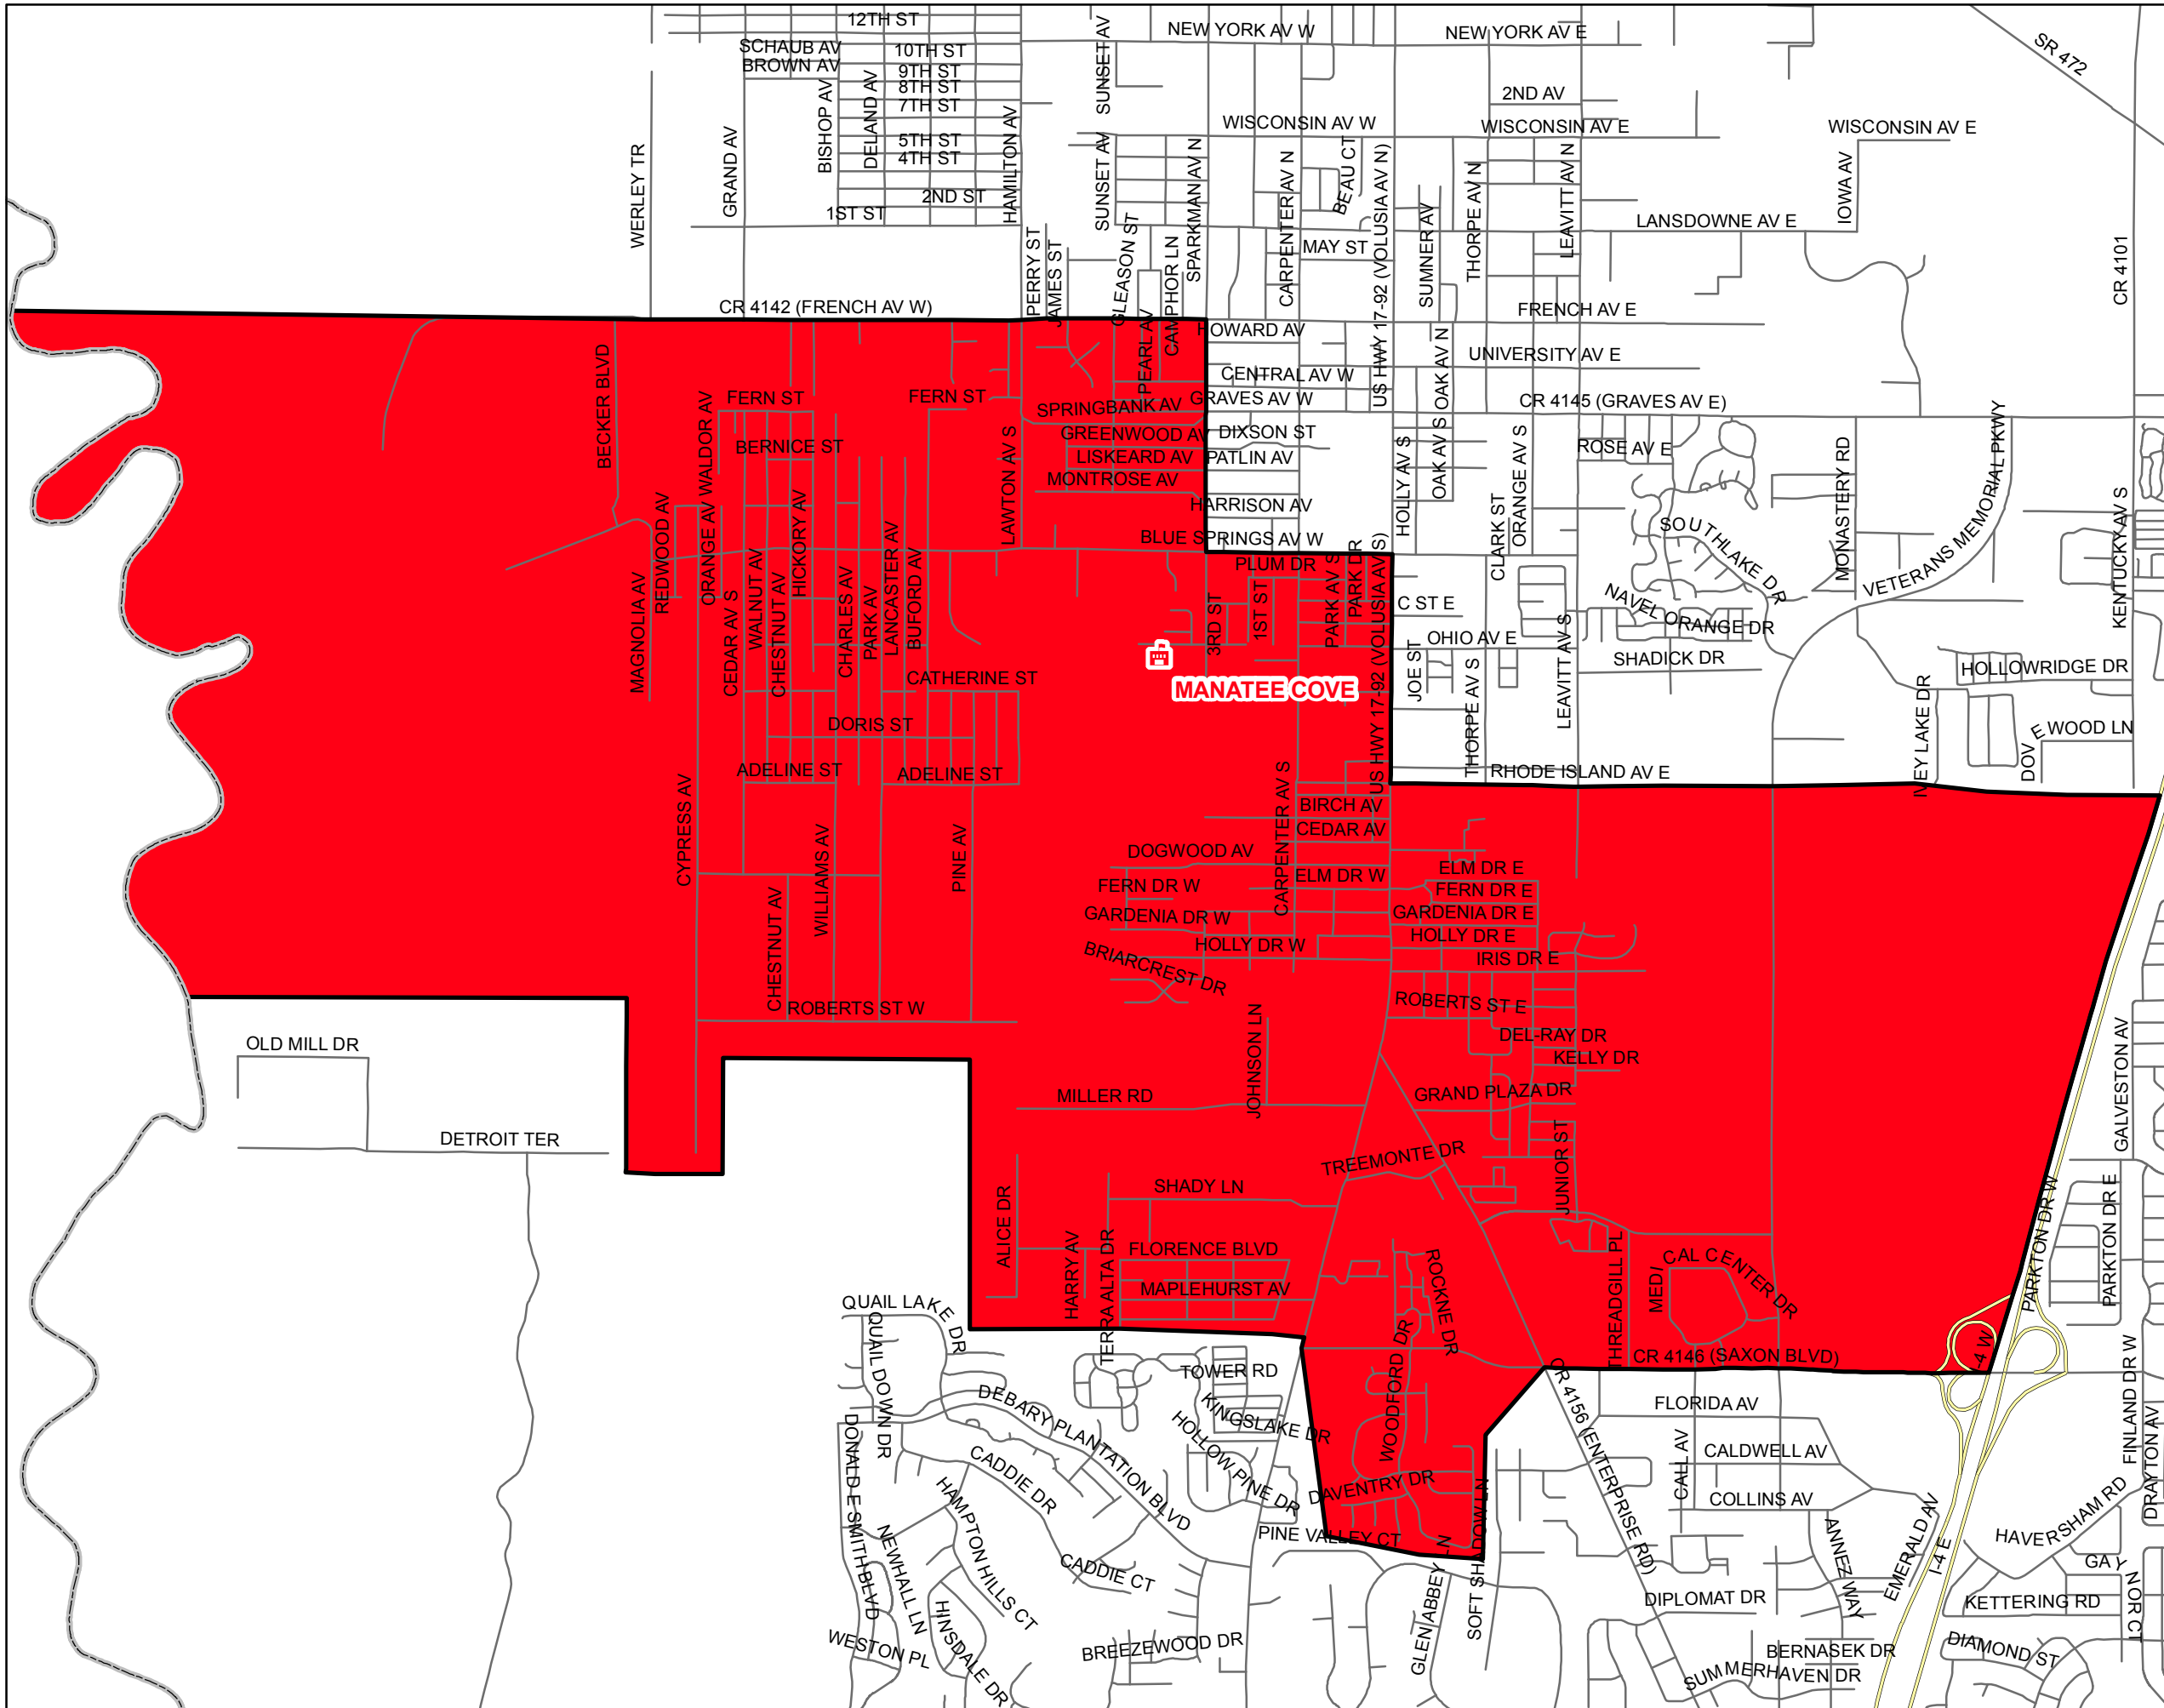 12TH ST
NEW YORK AV W
NEW YORK AV E
SUNSET AV
SR 472
SCHAUB AV
10TH ST
BROWN AV
9TH ST
8TH ST
7TH ST
BISHOP AV
DELAND AV
2ND AV
WISCONSIN AV W
WISCONSIN AV E
WISCONSIN AV E
5TH ST
4TH ST
HAMILTON AV
WERLEY TR
GRAND AV
SUNSET AV
SPARKMAN AV N
CARPENTER AV N
BEAU CT
US HWY 17-92 (VOLUSIA AV N)
THORPE AV N
LEAVITT AV N
IOWA AV
2ND ST
1ST ST
LANSDOWNE AV E
SUMNER AV
MAY ST
CR 4101
PERRY ST
JAMES ST
GLEASON ST
CAMPHOR LN
PEARL AV
CR 4142 (FRENCH AV W)
FRENCH AV E
HOWARD AV
UNIVERSITY AV E
OAK AV N
CENTRAL AV W
BECKER BLVD
FERN ST
FERN ST
WALDOR AV
GRAVES AV W
CR 4145 (GRAVES AV E)
SPRINGBANK AV
GREENWOOD AV
DIXSON ST
BERNICE ST
ROSE AV E
LISKEARD AV
PATLIN AV
MONTROSE AV
OAK AV S
HOLLY AV S
ORANGE AV S
LAWTON AV S
HARRISON AV
MONASTERY RD
VETERANS MEMORIAL PKWY
KENTUCKY AV S
BLUE SPRINGS AV W
SOUTHLAKE DR
CLARK ST
REDWOOD AV
ORANGE AV
HICKORY AV
PLUM DR
PARK DR
PARK AV S
MAGNOLIA AV
CEDAR AV S
WALNUT AV
CHESTNUT AV
CHARLES AV
PARK AV
LANCASTER AV
BUFORD AV
3RD ST
1ST ST
C ST E
NAVEL ORANGE DR
OHIO AV E
JOE ST
SHADICK DR
HOLLOWRIDGE DR
MANATEE COVE
CATHERINE ST
US HWY 17-92 (VOLUSIA AV S)
THORPE AV S
LEAVITT AV S
IVEY LAKE DR
DORIS ST
DOV
E WOOD LN
ADELINE ST
ADELINE ST
RHODE ISLAND AV E
CYPRESS AV
BIRCH AV
CARPENTER AV S
CEDAR AV
DOGWOOD AV
ELM DR W
ELM DR E
FERN DR W
FERN DR E
WILLIAMS AV
PINE AV
GARDENIA DR W
GARDENIA DR E
HOLLY DR W
HOLLY DR E
CHESTNUT AV
BRIARCREST DR
IRIS DR E
ROBERTS ST W
ROBERTS ST E
OLD MILL DR
JOHNSON LN
DEL-RAY DR
KELLY DR
GALVESTON AV
MILLER RD
GRAND PLAZA DR
DETROIT TER
TREEMONTE DR
JUNIOR ST
SHADY LN
ALICE DR
HARRY AV
TERRA ALTA DR
FLORENCE BLVD
MAPLEHURST AV
ROCKNE DR
THREADGILL PL
MEDI
CAL CENTER DR
PARKTON DR W
PARKTON DR E
QUAIL LAKE DR
QUAIL DOWN DR
WOODFORD DR
CR 4146 (SAXON BLVD)
I-4 W
TOWER RD
KINGSLAKE DR
DEBARY PLANTATION BLVD
CR 4156 (ENTERPRISE RD)
FLORIDA AV
FINLAND DR W
DRAYTON AV
HOLLOW PINE DR
DONALD E SMITH BLVD
CADDIE DR
CALL AV
CALDWELL AV
DAVENTRY DR
HAMPTON HILLS CT
COLLINS AV
HAVERSHAM RD
PINE VALLEY CT
SOFT SHADOW LN
ANNEZ WAY
EMERALD AV
I-4 E
NEWHALL LN
CADDIE CT
GLEN ABBEY LN
GAY
NOR CT
DIPLOMAT DR
KETTERING RD
HINSDALE DR
WESTON PL
BREEZEWOOD DR
BERNASEK DR
SUMMERHAVEN DR
DIAMOND ST